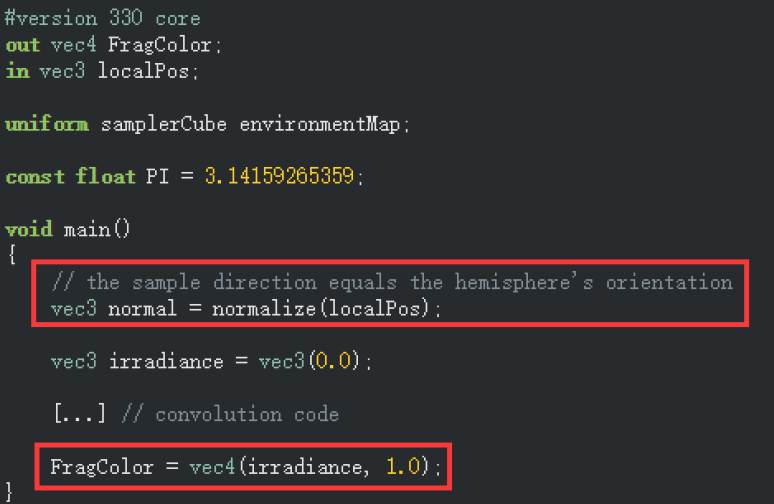 #version 330 core
out vec4 FragColor;
in vec3 localPos;
uniform samplerCube environmentMap;
const float PI = 3.14159265359;
void main()
{
// the sample direction equals the hemisphere's orientation
vec3 normal = normalize(localPos);
vec3 irradiance = vec3(0.0);
[...] // convolution code
FragColor = vec4(irradiance, 1.0);
}